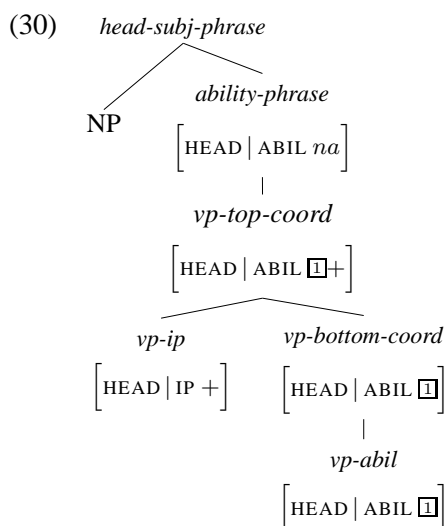 (30) head-subj-phrase
NP
ability-phrase
[HEAD | ABIL na]
vp-top-coord
[HEAD | ABIL 1+]
vp-ip vp-bottom-coord
[HEAD | IP +] [HEAD | ABIL 1]
vp-abil
[HEAD | ABIL 1]